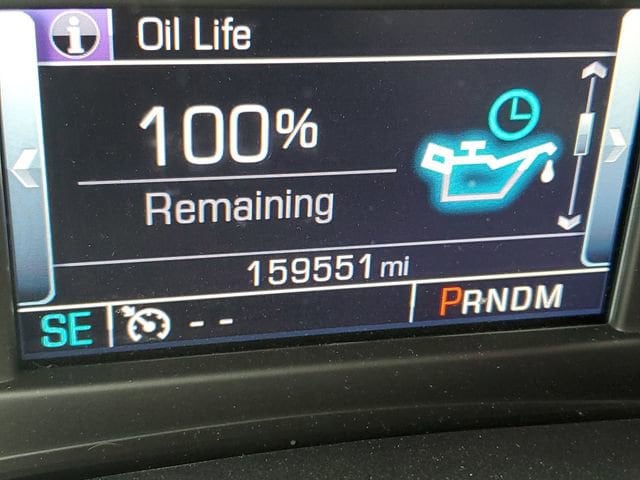 i Oil Life
100%
Remaining
159551 mi
SE -- PRNDM